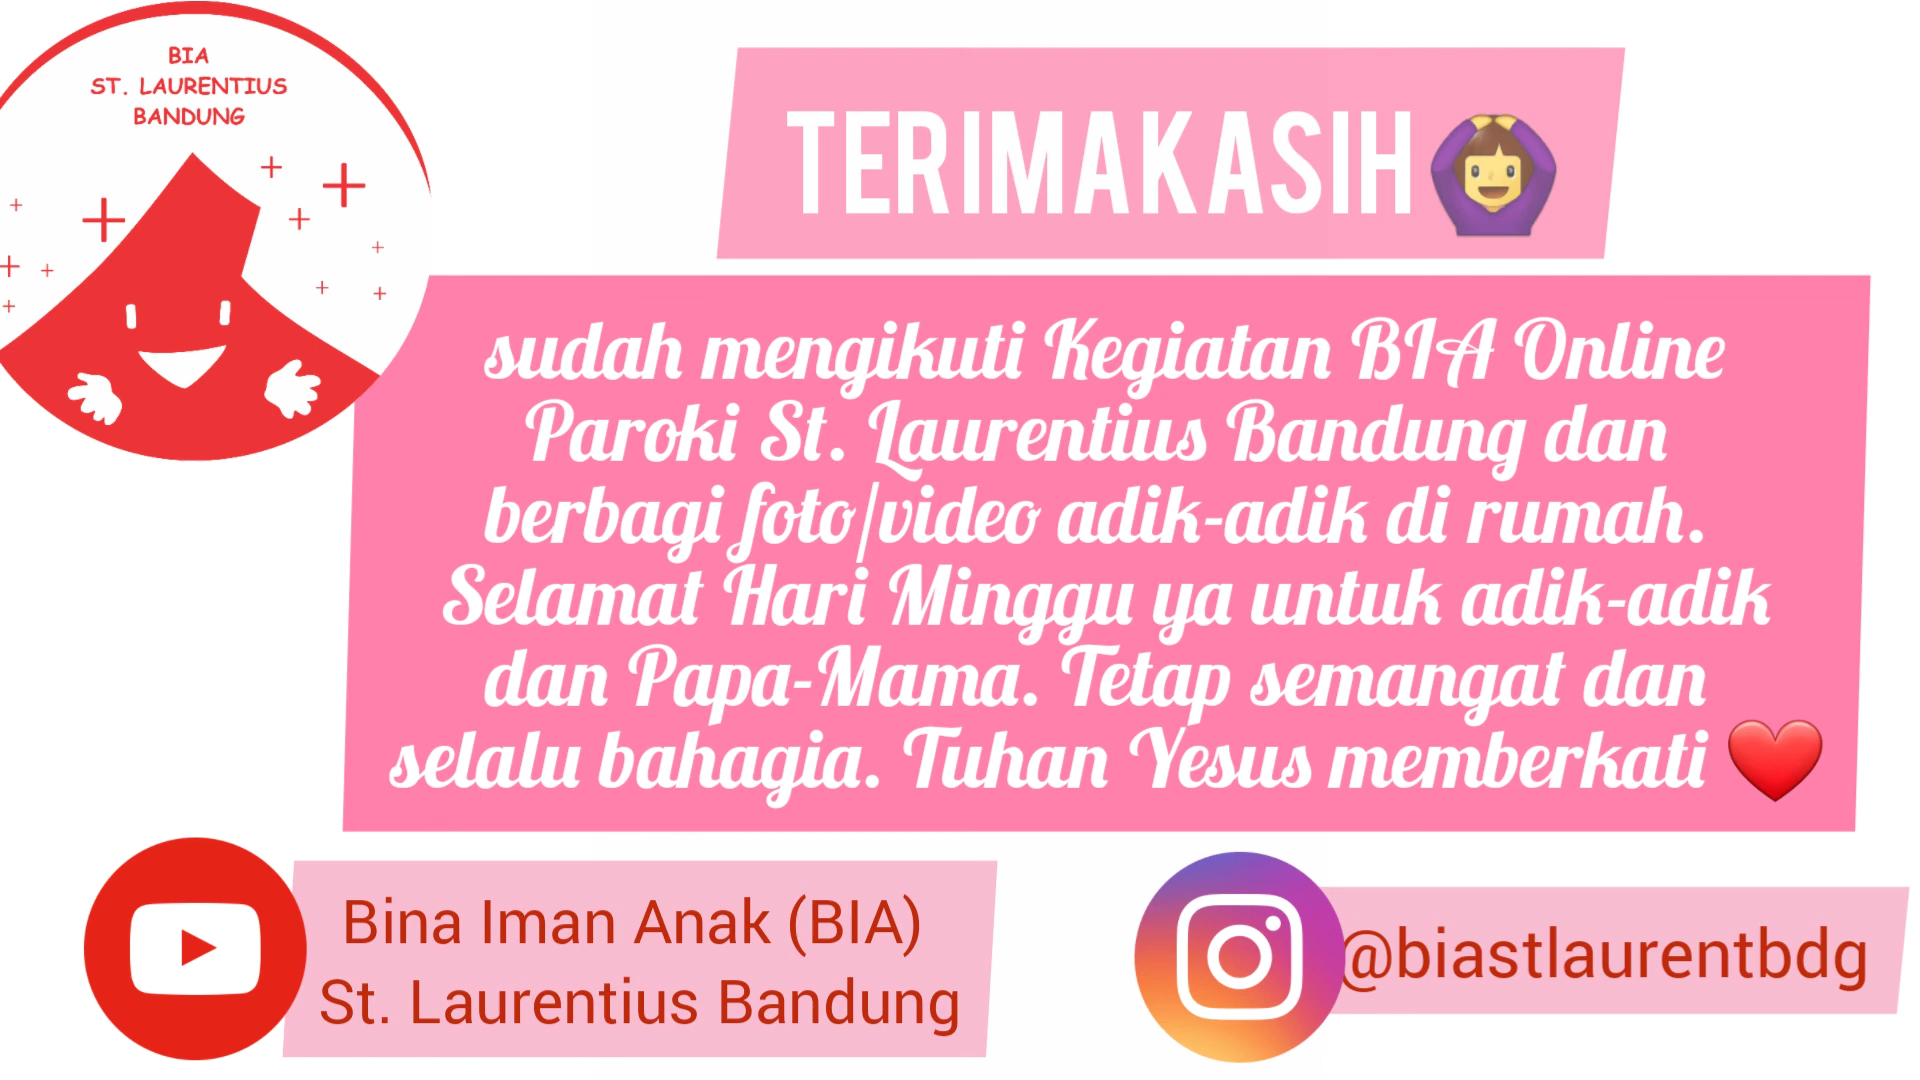 BIA
ST. LAURENTIUS
BANDUNG
TERIMAKASIH
sudah mengikuti Kegiatan BIA Online
Paroki St. Laurentius Bandung dan
berbagi foto/video adik-adik di rumah.
Selamat Hari Minggu ya untuk adik-adik
dan Papa-Mama. Tetap semangat dan
selalu bahagia. Tuhan Yesus memberkati ❤️
Bina Iman Anak (BIA)
St. Laurentius Bandung
@biastlaurentbdg